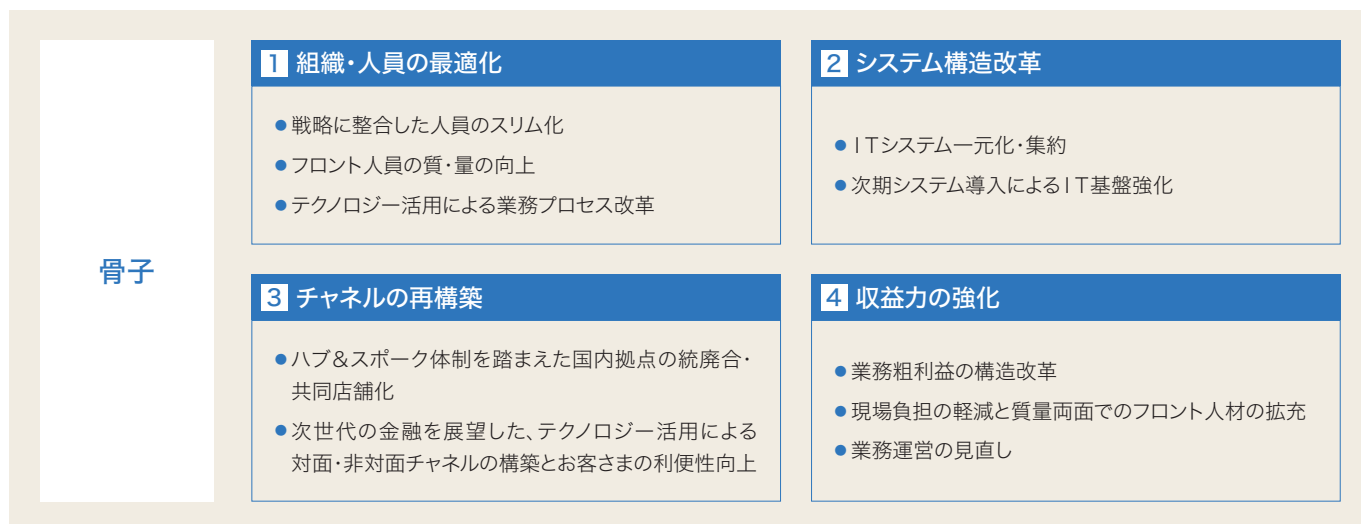 骨子
1 組織・人員の最適化
●戦略に整合した人員のスリム化
●フロント人員の質・量の向上
●テクノロジー活用による業務プロセス改革
2 システム構造改革
●ITシステム一元化・集約
●次期システム導入によるIT基盤強化
3 チャネルの再構築
●ハブ&スポーク体制を踏まえた国内拠点の統廃合・
共同店舗化
●次世代の金融を展望した、テクノロジー活用による
対面・非対面チャネルの構築とお客さまの利便性向上
4 収益力の強化
●業務粗利益の構造改革
●現場負担の軽減と質量両面でのフロント人材の拡充
●業務運営の見直し